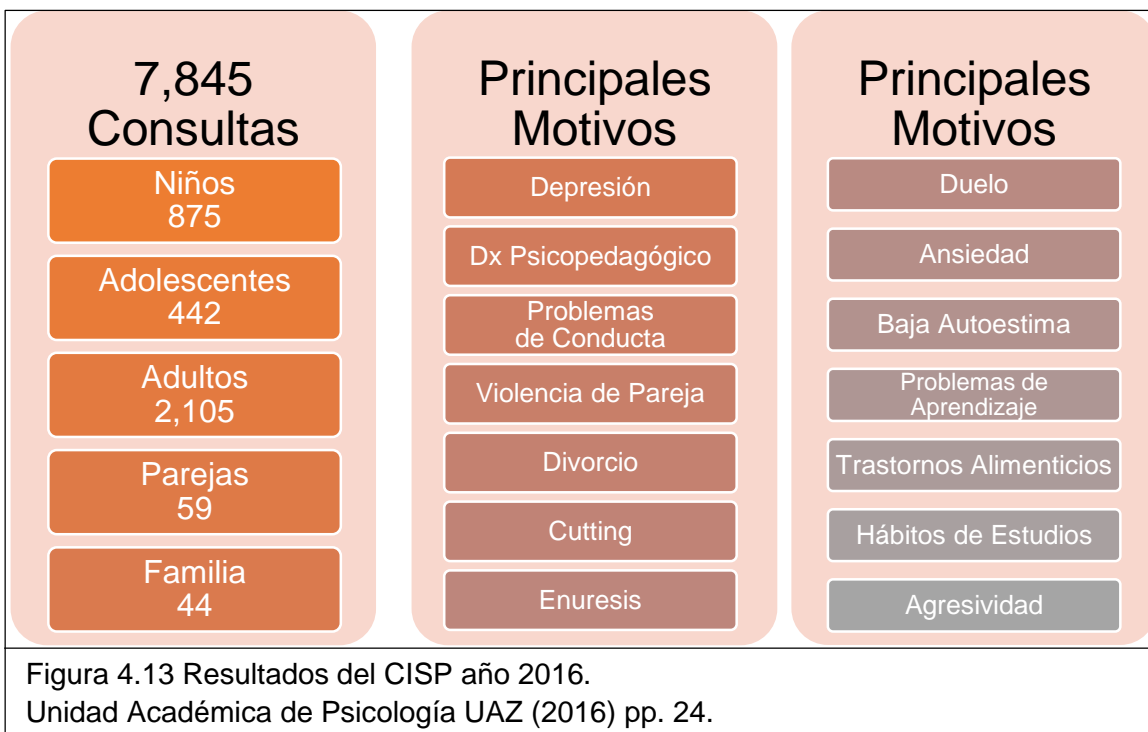 7,845
Consultas
Niños
875
Adolescentes
442
Adultos
2,105
Parejas
59
Familia
44
Principales
Motivos
Depresión
Dx Psicopedagógico
Problemas
de Conducta
Violencia de Pareja
Divorcio
Cutting
Enuresis
Principales
Motivos
Duelo
Ansiedad
Baja Autoestima
Problemas de
Aprendizaje
Trastornos Alimenticios
Hábitos de Estudios
Agresividad
Figura 4.13 Resultados del CISP año 2016.
Unidad Académica de Psicología UAZ (2016) pp. 24.